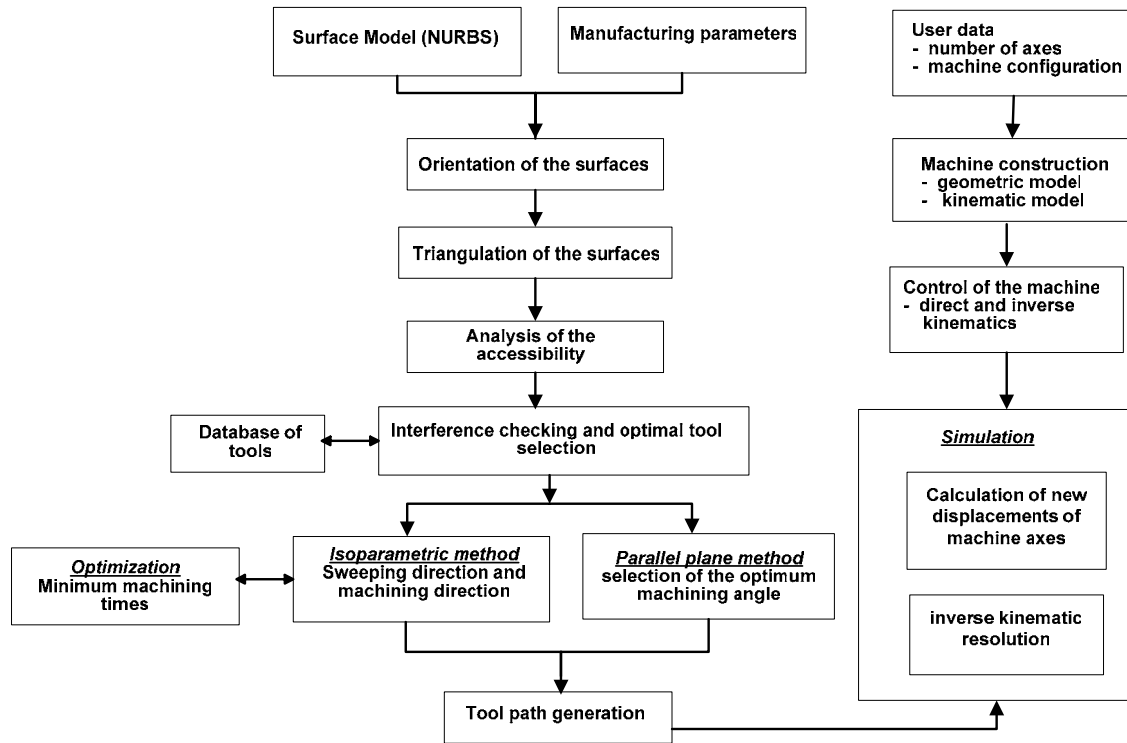 Surface Model (NURBS)
Manufacturing parameters
Orientation of the surfaces
Triangulation of the surfaces
Analysis of the
accessibility
Database of
tools
Interference checking and optimal tool
selection
Optimization
Minimum machining
times
Isoparametric method
Sweeping direction and
machining direction
Parallel plane method
selection of the optimum
machining angle
Tool path generation
User data
- number of axes
- machine configuration
Machine construction
- geometric model
- kinematic model
Control of the machine
- direct and inverse
kinematics
Simulation
Calculation of new
displacements of
machine axes
inverse kinematic
resolution